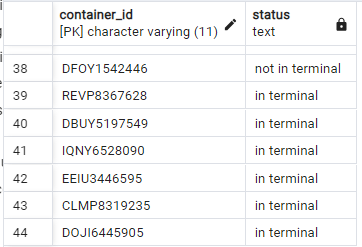 container_id status
[PK] character varying (11) text
38 DFOY1542446 not in terminal
39 REVP8367628 in terminal
40 DBUY5197549 in terminal
41 IQNY6528090 in terminal
42 EEIU3446595 in terminal
43 CLMP8319235 in terminal
44 DOJI6445905 in terminal